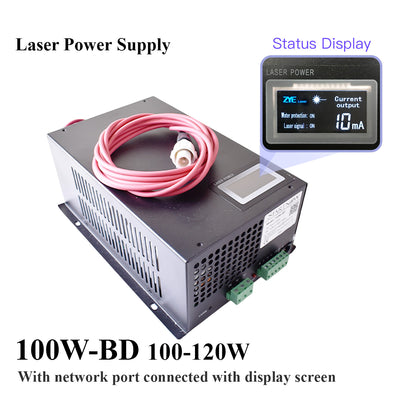 Laser Power Supply
Status Display
LASER POWER
ZYE Laser
Current
output
Water protection: ON
Laser signal : ON
10mA
100W-BD 100-120W
With network port connected with display screen